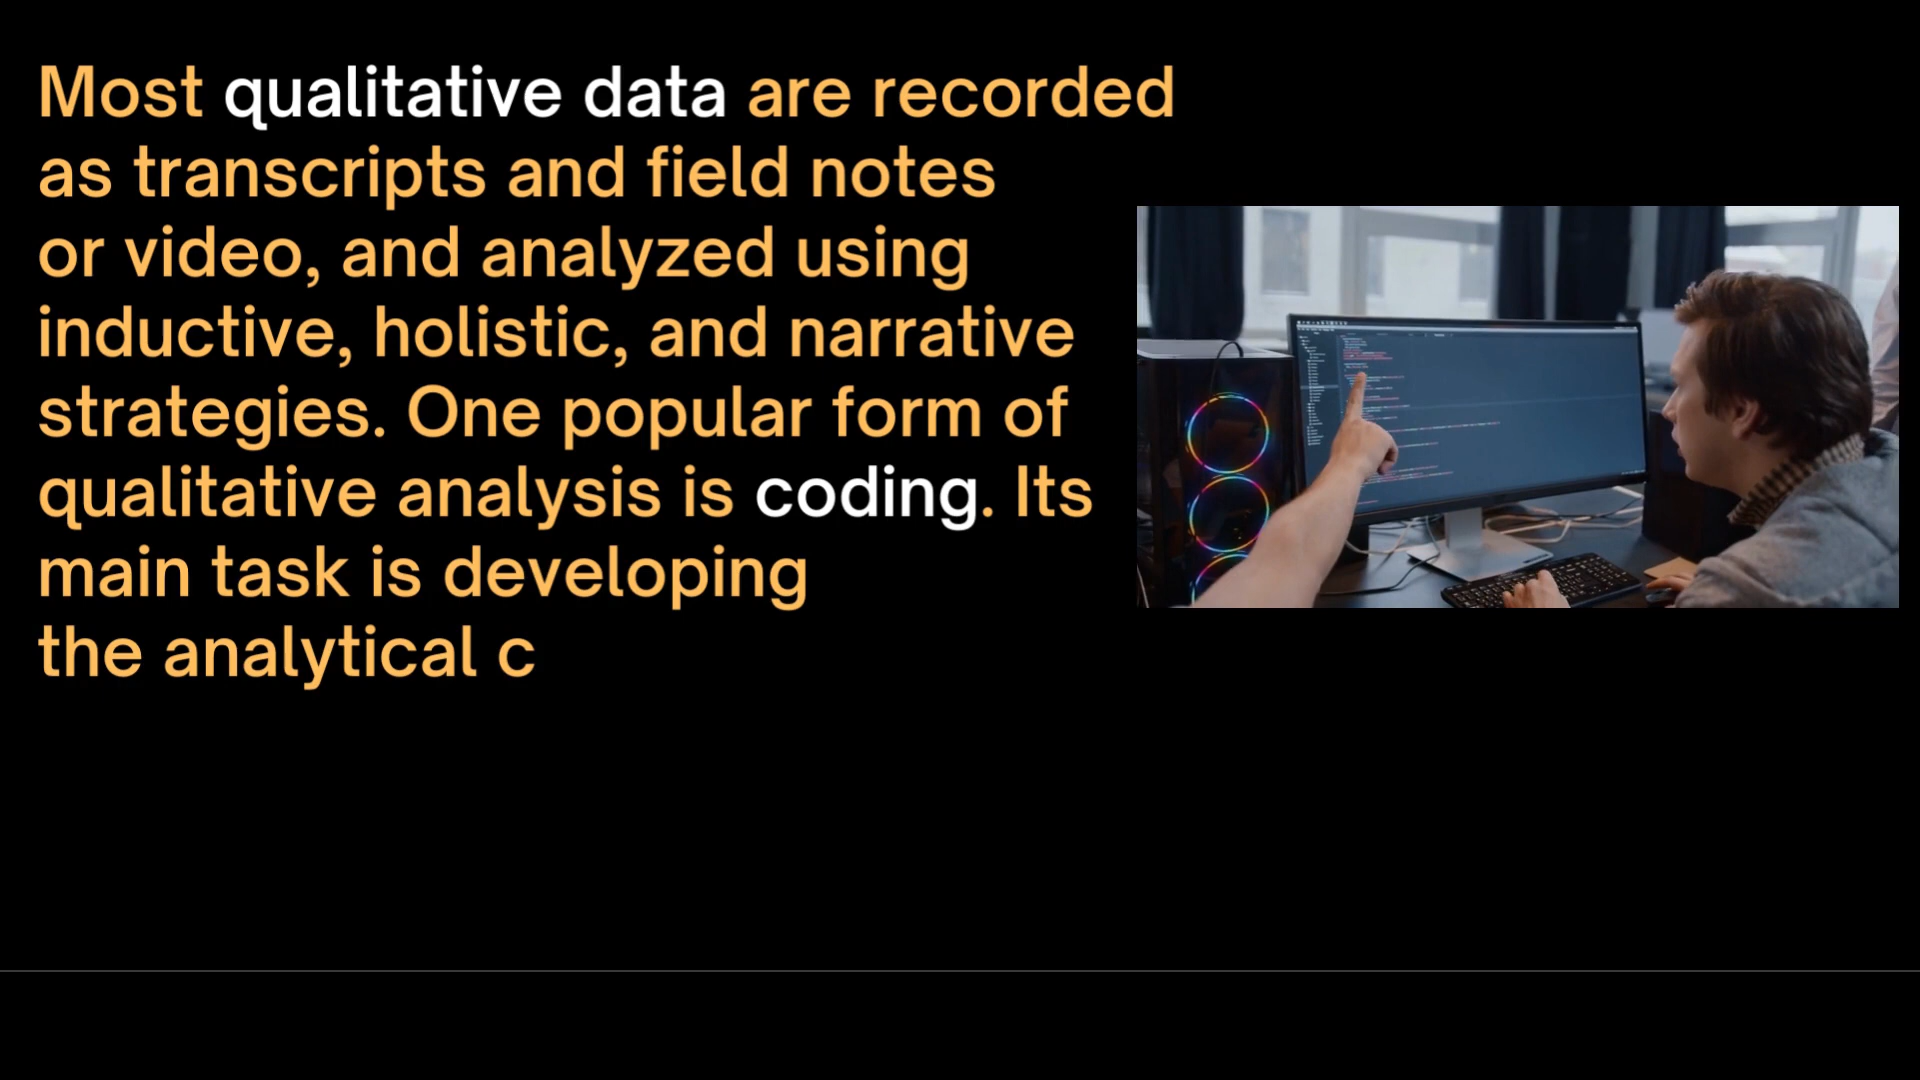 Most qualitative data are recorded
as transcripts and field notes
or video, and analyzed using
inductive, holistic, and narrative
strategies. One popular form of
qualitative analysis is coding. Its
main task is developing
the analytical c